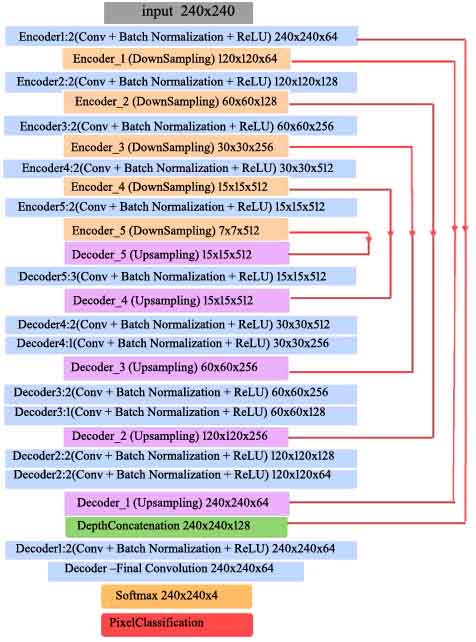 input 240x240
Encoder1:2(Conv + Batch Normalization + ReLU) 240x240x64
Encoder_1 (DownSampling) 120x120x64
Encoder2:2(Conv + Batch Normalization + ReLU) 120x120x128
Encoder_2 (DownSampling) 60x60x128
Encoder3:2(Conv + Batch Normalization + ReLU) 60x60x256
Encoder_3 (DownSampling) 30x30x256
Encoder4:2(Conv + Batch Normalization + ReLU) 30x30x512
Encoder_4 (DownSampling) 15x15x512
Encoder5:2(Conv + Batch Normalization + ReLU) 15x15x512
Encoder_5 (DownSampling) 7x7x512
Decoder_5 (Upsampling) 15x15x512
Decoder5:3(Conv + Batch Normalization + ReLU) 15x15x512
Decoder_4 (Upsampling) 15x15x512
Decoder4:2(Conv + Batch Normalization + ReLU) 30x30x512
Decoder4:1(Conv + Batch Normalization + ReLU) 30x30x256
Decoder_3 (Upsampling) 60x60x256
Decoder3:2(Conv + Batch Normalization + ReLU) 60x60x256
Decoder3:1(Conv + Batch Normalization + ReLU) 60x60x128
Decoder_2 (Upsampling) 120x120x256
Decoder2:2(Conv + Batch Normalization + ReLU) 120x120x128
Decoder2:2(Conv + Batch Normalization + ReLU) 120x120x64
Decoder_1 (Upsampling) 240x240x64
DepthConcatenation 240x240x128
Decoder1:2(Conv + Batch Normalization + ReLU) 240x240x64
Decoder –Final Convolution 240x240x64
Softmax 240x240x4
PixelClassification